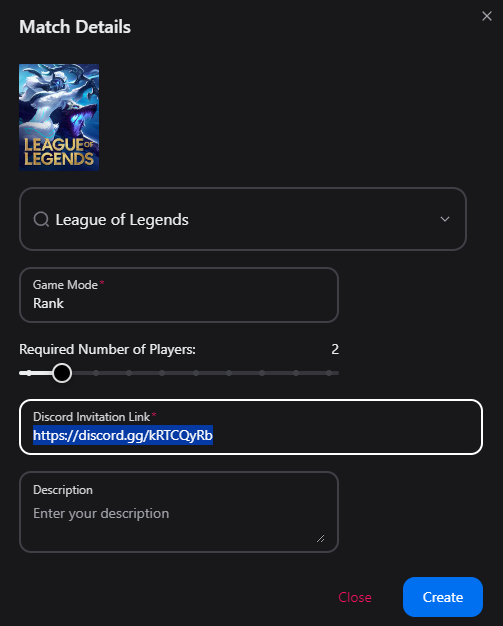 Match Details
LEAGUE OF
LEGENDS
League of Legends
Game Mode*
Rank
Required Number of Players: 2
Discord Invitation Link*
https://discord.gg/kRTCQyRb
Description
Enter your description
Close Create